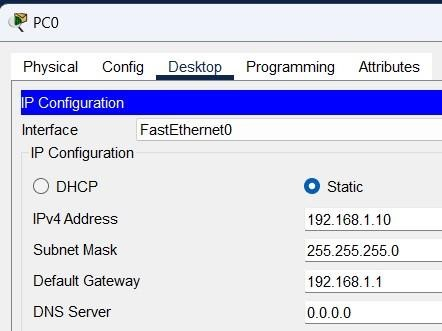 PC0
Physical Config Desktop Programming Attributes
IP Configuration
Interface FastEthernet0
IP Configuration
DHCP Static
IPv4 Address 192.168.1.10
Subnet Mask 255.255.255.0
Default Gateway 192.168.1.1
DNS Server 0.0.0.0